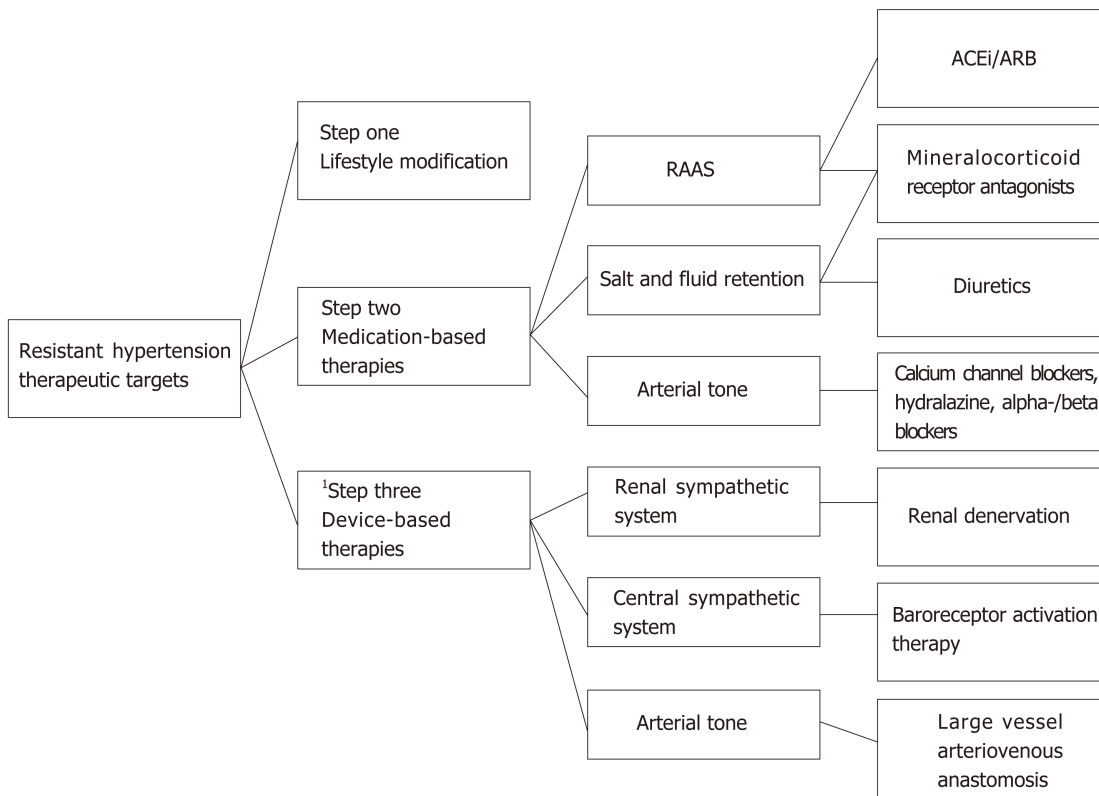 Resistant hypertension
therapeutic targets
Step one
Lifestyle modification
Step two
Medication-based
therapies
¹Step three
Device-based
therapies
RAAS
Salt and fluid retention
Arterial tone
Renal sympathetic
system
Central sympathetic
system
Arterial tone
ACEi/ARB
Mineralocorticoid
receptor antagonists
Diuretics
Calcium channel blockers,
hydralazine, alpha-/beta
blockers
Renal denervation
Baroreceptor activation
therapy
Large vessel
arteriovenous
anastomosis